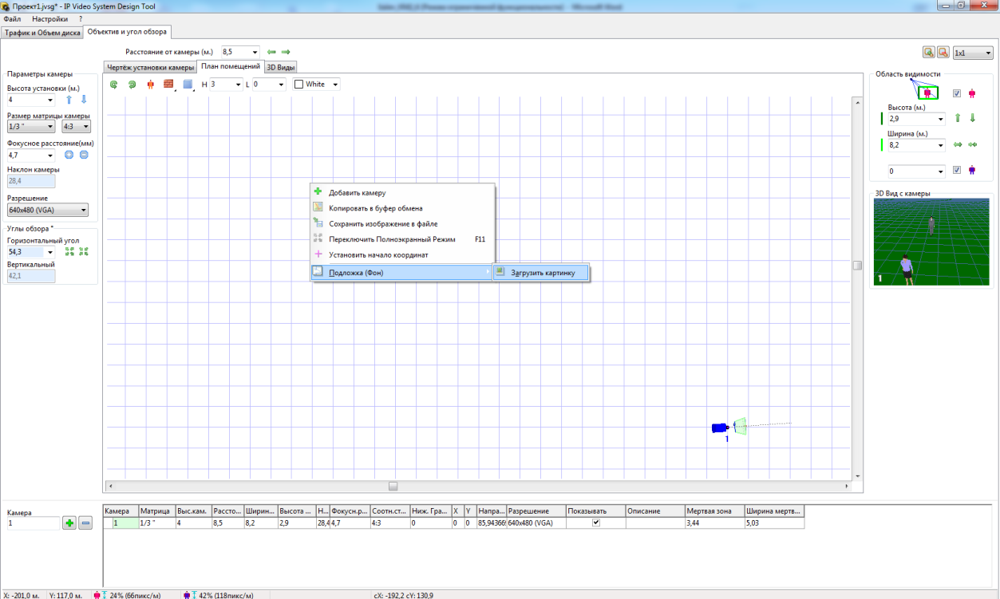 Проект1.jvsg* - IP Video System Design Tool
Файл Настройки ?
Трафик и Объем диска Объектив и угол обзора
Расстояние от камеры (м.) 8,5
1x1
Чертёж установки камеры План помещений 3D Виды
H 3 L 0 White
Параметры камеры
Высота установки (м.)
4
Размер матрицы камеры
1/3 " 4:3
Фокусное расстояние(мм)
4,7
Наклон камеры
28,4
Разрешение
640x480 (VGA)
Углы обзора *
Горизонтальный угол
54,3
Вертикальный
42,1
Добавить камеру
Копировать в буфер обмена
Сохранить изображение в файле
Переключить Полноэкранный Режим F11
Установить начало координат
Подложка (Фон) Загрузить картинку
1
Область видимости
Высота (м.)
2,9
Ширина (м.)
8,2
0
3D Вид с камеры
1
Камера
1
Камера Матрица Выс.кам. Рассто... Ширин... Высота ... Н... Фокусн.р... Соотн.ст... Ниж. Гра... X Y Напра... Разрешение Показывать Описание Мертвая зона Ширина мертв...
1 1/3 " 4 8,5 8,2 2,9 28,4 4,7 4:3 0 0 0 85,94366 640x480 (VGA) 3,44 5,03
X: -201,0 м. Y: 117,0 м. 24% (66пикс/м) 42% (118пикс/м) cX: -192,2 cY: 130,9